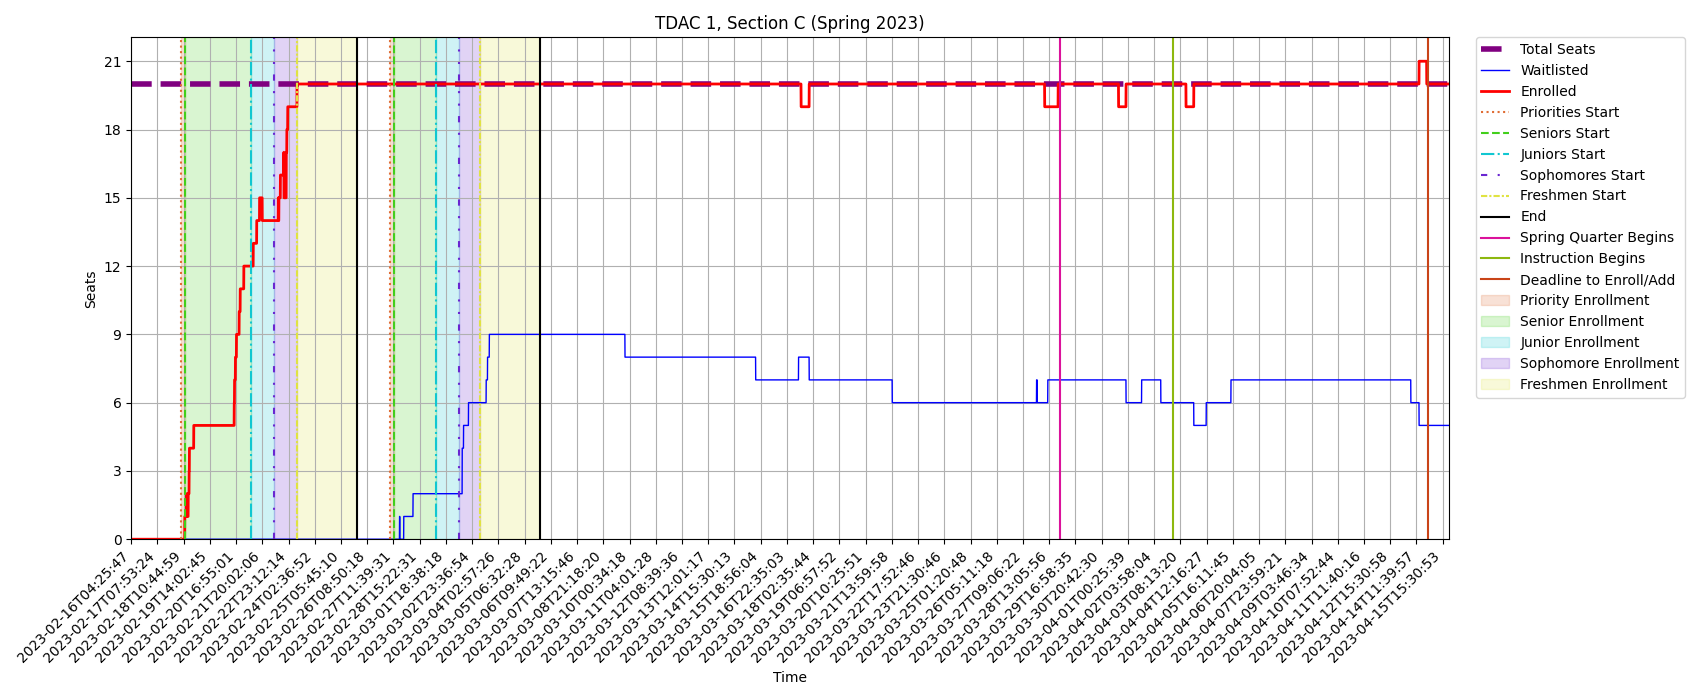 TDAC 1, Section C (Spring 2023)
Seats
21
18
15
12
9
6
3
0
2023-02-16T04:25:47
2023-02-17T07:53:24
2023-02-18T10:44:59
2023-02-19T14:02:45
2023-02-20T16:55:01
2023-02-21T20:02:06
2023-02-22T23:12:14
2023-02-24T02:36:52
2023-02-25T05:45:10
2023-02-26T08:50:18
2023-02-27T11:39:31
2023-02-28T15:22:31
2023-03-01T18:38:18
2023-03-02T23:36:54
2023-03-04T02:57:26
2023-03-05T06:32:28
2023-03-06T09:49:22
2023-03-07T13:15:46
2023-03-08T21:18:20
2023-03-10T00:34:18
2023-03-11T04:01:28
2023-03-12T08:39:36
2023-03-13T12:01:17
2023-03-14T15:30:13
2023-03-15T18:56:04
2023-03-16T22:35:03
2023-03-18T02:35:44
2023-03-19T06:57:52
2023-03-20T10:25:51
2023-03-21T13:59:58
2023-03-22T17:52:46
2023-03-23T21:30:46
2023-03-25T01:20:48
2023-03-26T05:11:18
2023-03-27T09:06:22
2023-03-28T13:05:56
2023-03-29T16:58:35
2023-03-30T20:42:30
2023-04-01T00:25:39
2023-04-02T03:58:04
2023-04-03T08:13:20
2023-04-04T12:16:27
2023-04-05T16:11:45
2023-04-06T20:04:05
2023-04-07T23:59:21
2023-04-09T03:46:34
2023-04-10T07:52:44
2023-04-11T11:40:16
2023-04-12T15:30:58
2023-04-14T11:39:57
2023-04-15T15:30:53
Time
Total Seats
Waitlisted
Enrolled
Priorities Start
Seniors Start
Juniors Start
Sophomores Start
Freshmen Start
End
Spring Quarter Begins
Instruction Begins
Deadline to Enroll/Add
Priority Enrollment
Senior Enrollment
Junior Enrollment
Sophomore Enrollment
Freshmen Enrollment